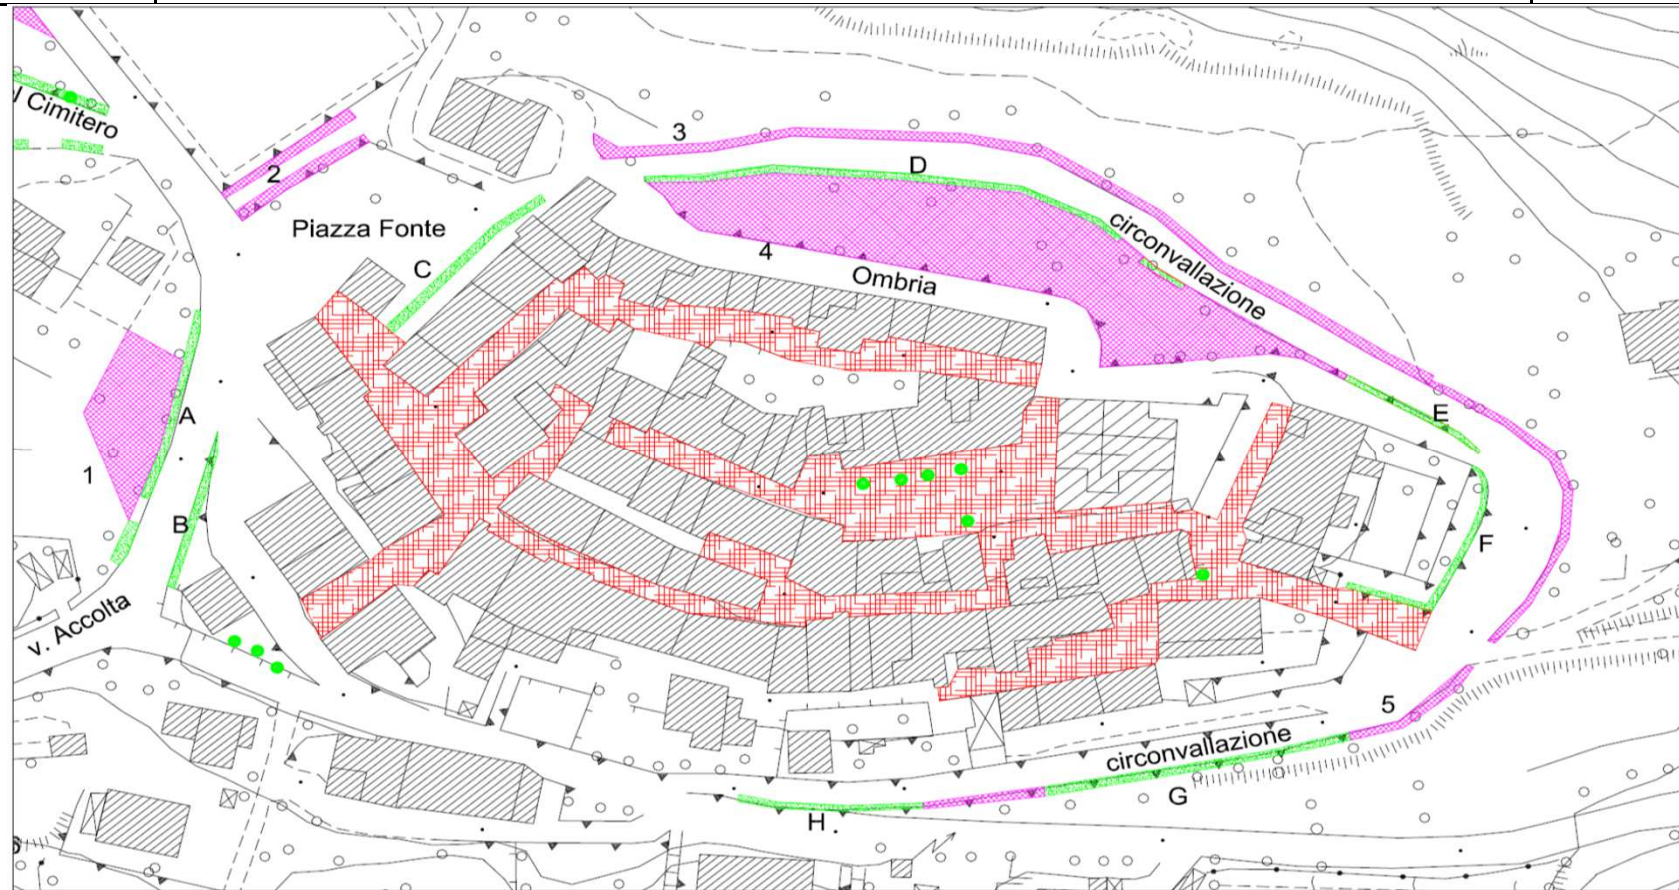 l Cimitero
2
3
D
Piazza Fonte
C
4
Ombria
circonvallazione
A
1
E
B
F
v. Accolta
5
circonvallazione
G
H